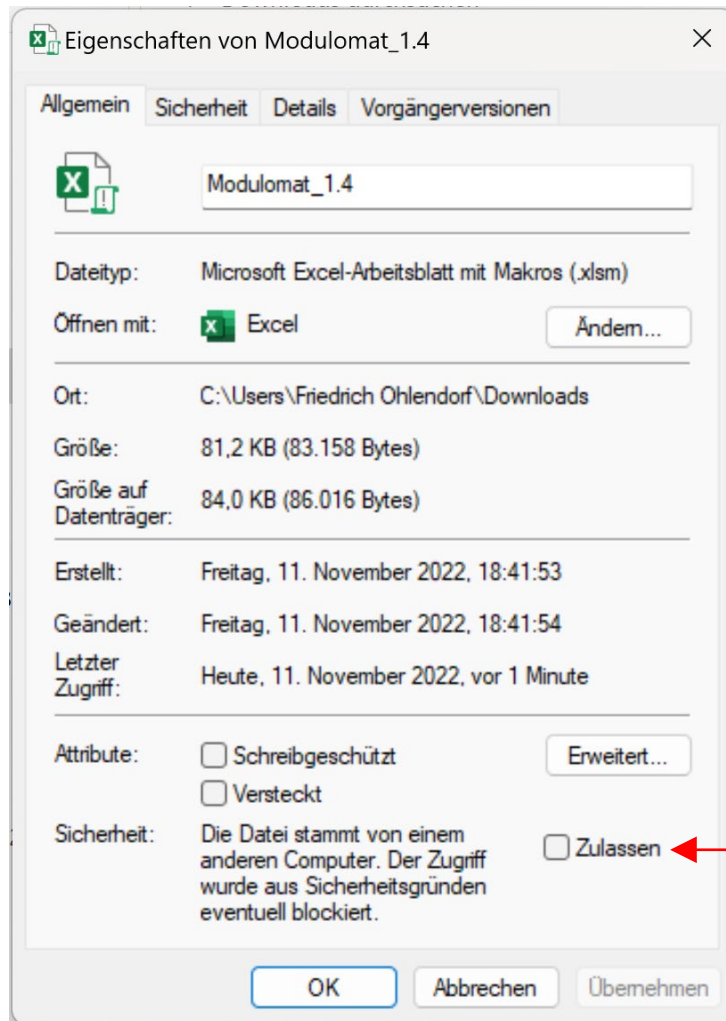 Eigenschaften von Modulomat_1.4
Allgemein Sicherheit Details Vorgängerversionen
Modulomat_1.4
Dateityp: Microsoft Excel-Arbeitsblatt mit Makros (.xlsm)
Öffnen mit: Excel Ändern...
Ort: C:\Users\Friedrich Ohlendorf\Downloads
Größe: 81,2 KB (83.158 Bytes)
Größe auf
Datenträger: 84,0 KB (86.016 Bytes)
Erstellt: Freitag, 11. November 2022, 18:41:53
Geändert: Freitag, 11. November 2022, 18:41:54
Letzter
Zugriff: Heute, 11. November 2022, vor 1 Minute
Attribute: Schreibgeschützt Erweitert...
Versteckt
Sicherheit: Die Datei stammt von einem
anderen Computer. Der Zugriff
wurde aus Sicherheitsgründen
eventuell blockiert.
Zulassen
OK Abbrechen Übernehmen